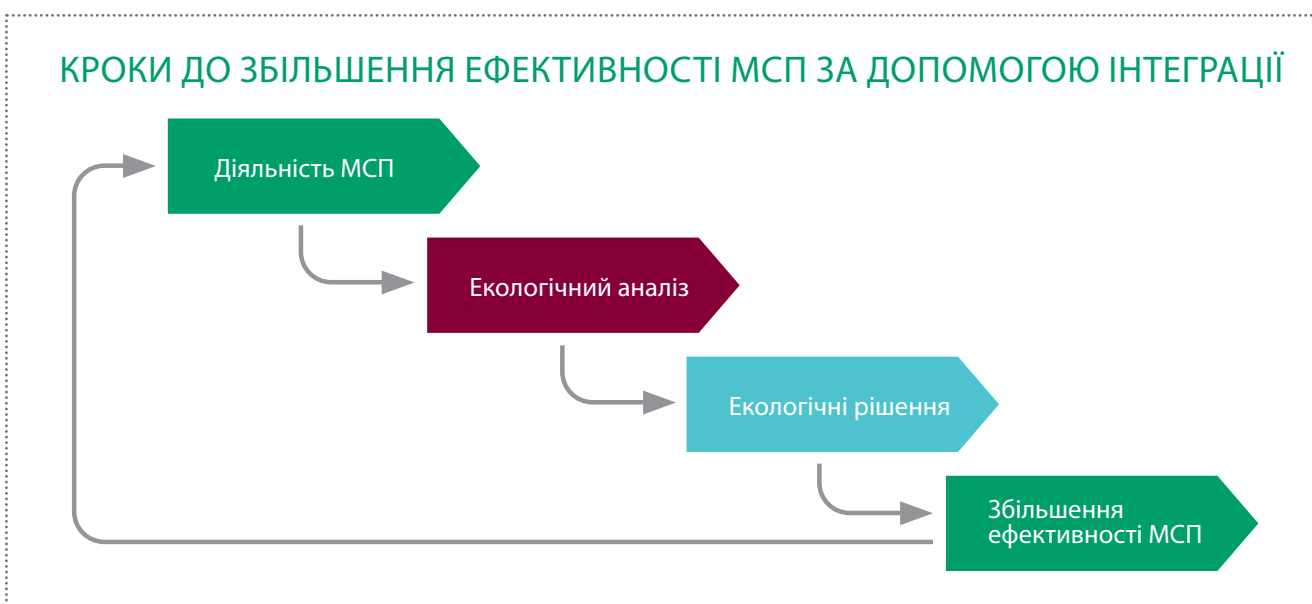 КРОКИ ДО ЗБІЛЬШЕННЯ ЕФЕКТИВНОСТІ МСП ЗА ДОПОМОГОЮ ІНТЕГРАЦІЇ
Діяльність МСП
Екологічний аналіз
Екологічні рішення
Збільшення
ефективності МСП